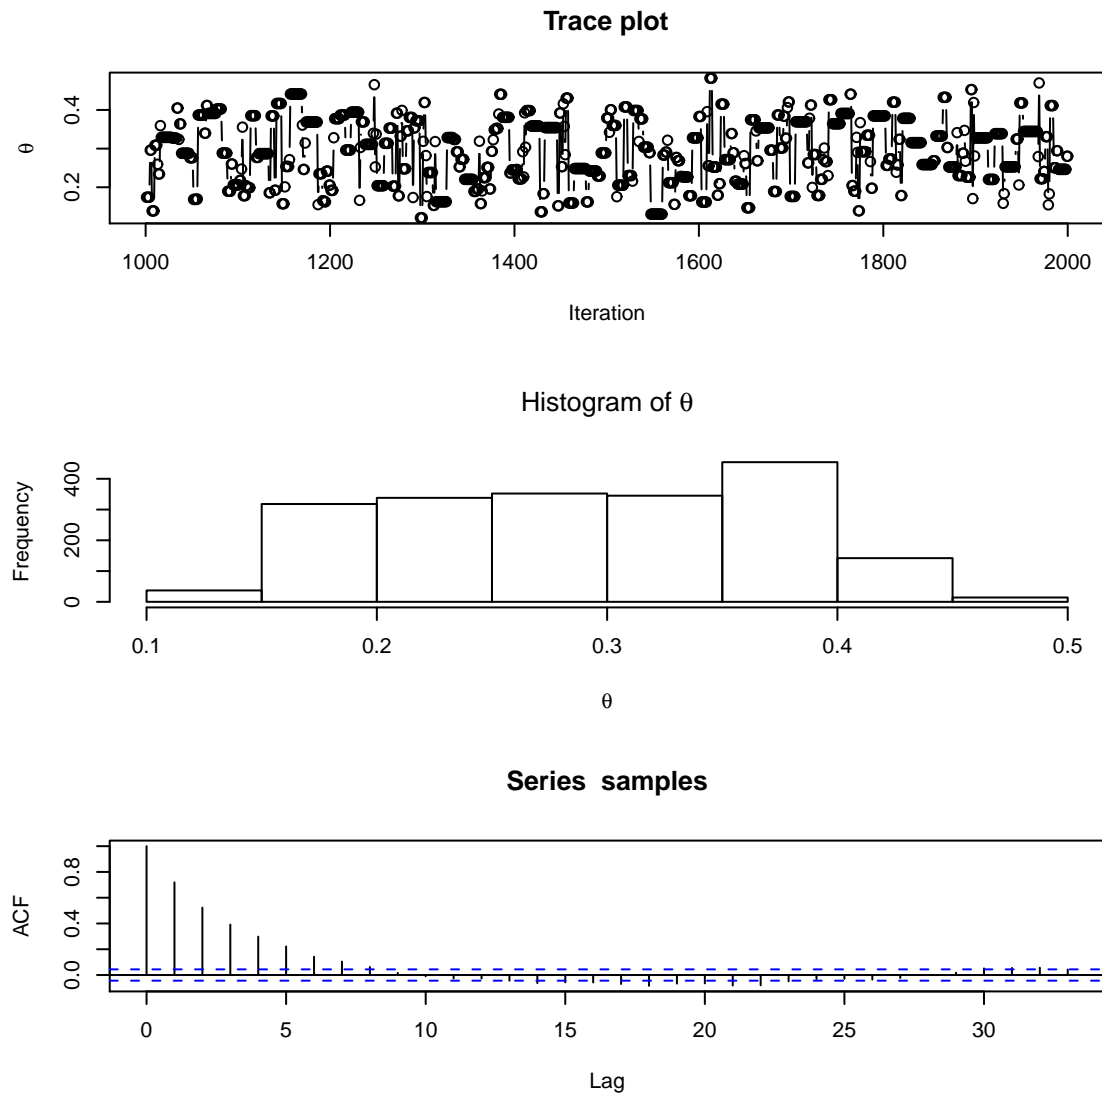 Trace plot
θ
0.2 0.4
1000 1200 1400 1600 1800 2000
Iteration
Histogram of θ
Frequency
0 200 400
0.1 0.2 0.3 0.4 0.5
θ
Series samples
ACF
0.0 0.4 0.8
0 5 10 15 20 25 30
Lag